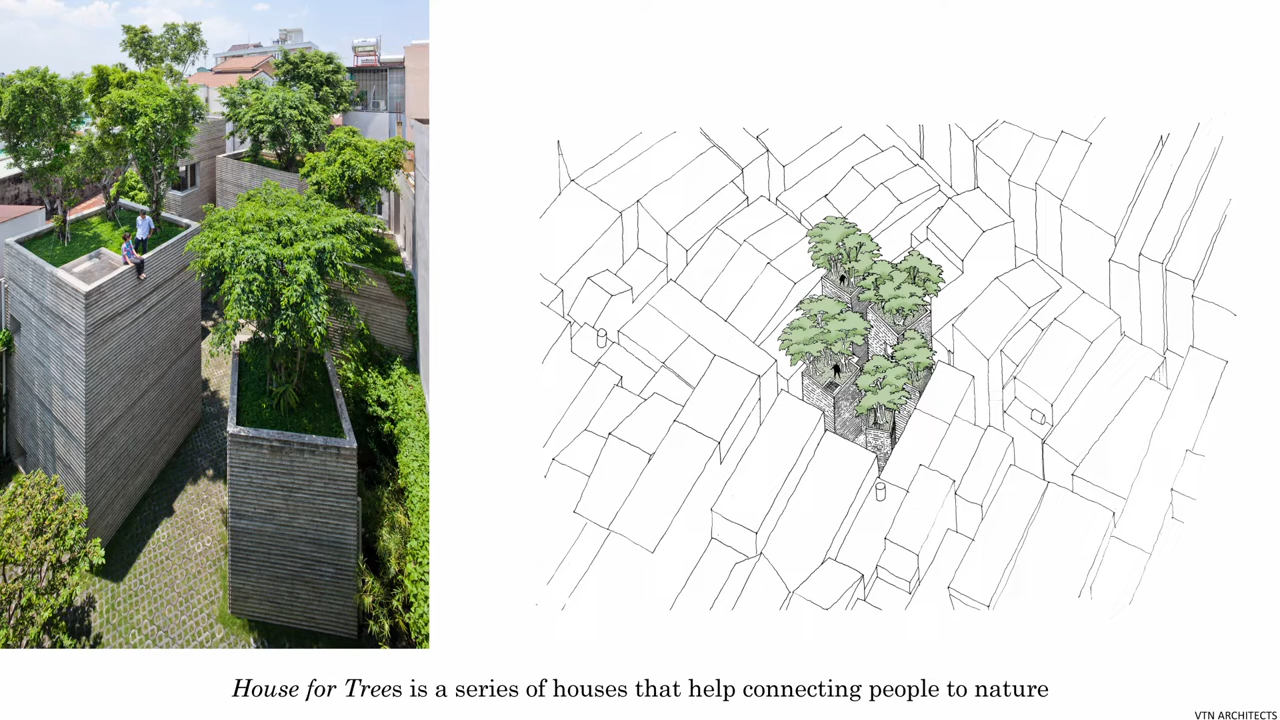 House for Trees is a series of houses that help connecting people to nature
VTN ARCHITECTS